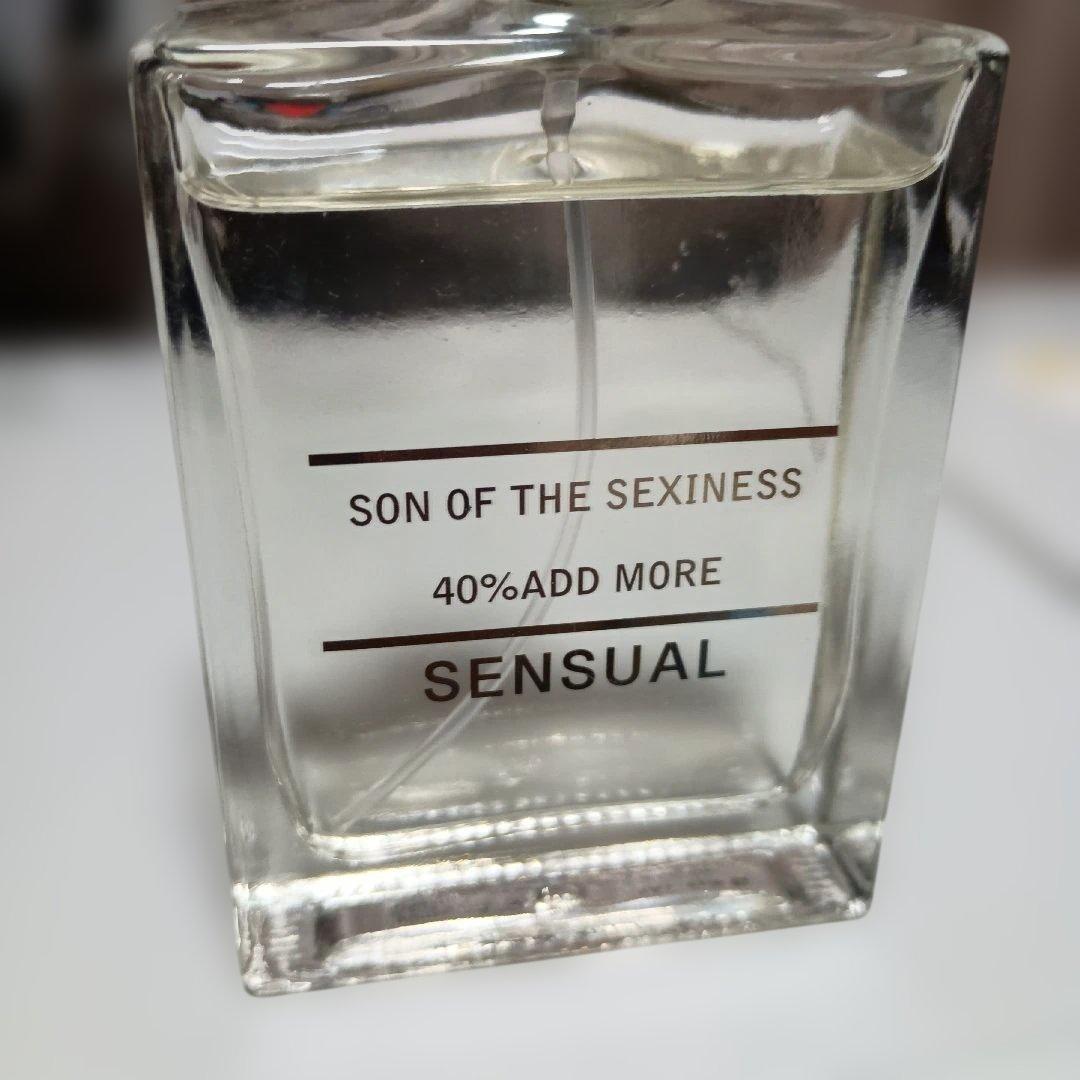 SON OF THE SEXINESS
40%ADD MORE
SENSUAL